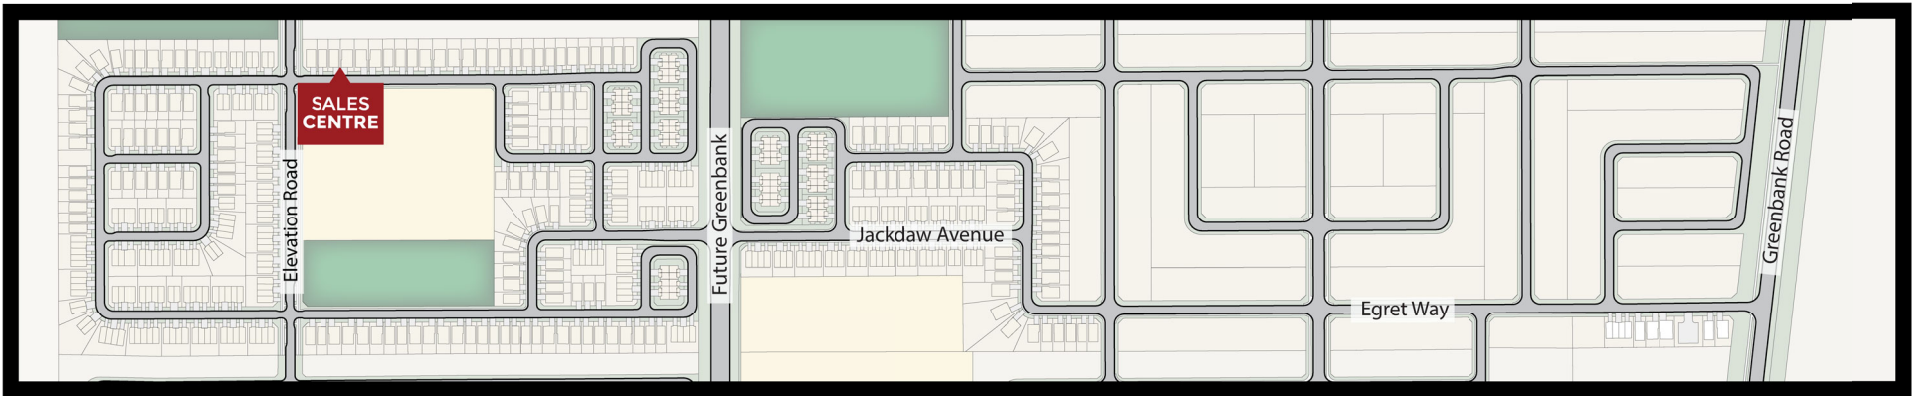 SALES
CENTRE
Elevation Road
Future Greenbank
Jackdaw Avenue
Egret Way
Greenbank Road